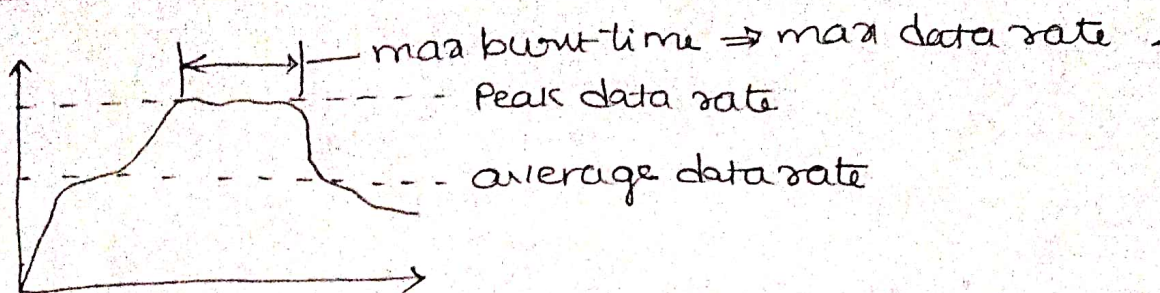 max burst time ⇒ max data rate.
Peak data rate
average data rate